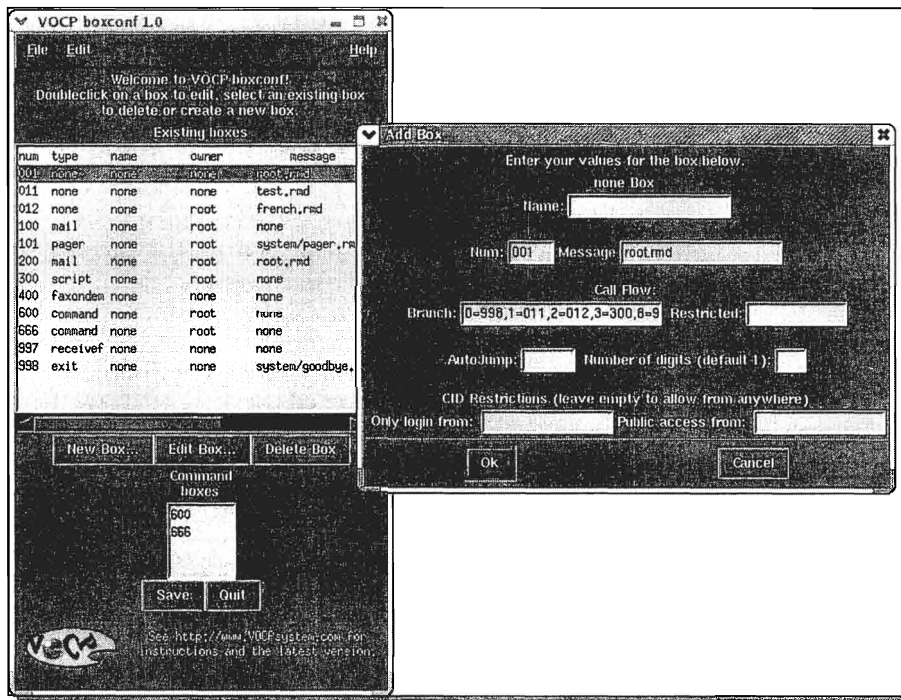 VOCP boxconf 1.0
File Edit Help
Welcome to VOCP boxconf!
Doubleclick on a box to edit, select an existing box
to delete or create a new box.
Existing boxes
num type name owner message
001 none none none root.rmd
011 none none none test.rmd
012 none none root french.rmd
100 mail none root none
101 pager none root system/pager.rm
200 mail none root root.rmd
300 script none root none
400 faxondem none none none
600 command none root none
666 command none none none
997 receivef none none none
998 exit none none system/goodbye.
New Box... Edit Box... Delete Box
Command
boxes
600
666
Save Quit
VOCP
See http://www.VOCPsystem.com for
instructions and the latest version.
Add Box
Enter your values for the box below.
none Box
Name:
Num: 001 Message root.rmd
Call Flow:
Branch: 0=998,1=011,2=012,3=300,6=9 Restricted:
AutoJump: Number of digits (default 1):
CID Restrictions (leave empty to allow from anywhere)
Only login from: Public access from:
Ok Cancel